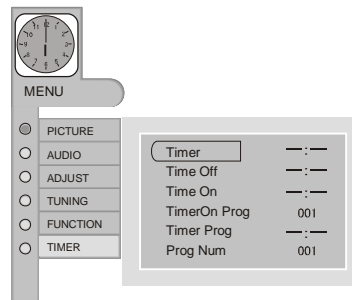 MENU
PICTURE
AUDIO
ADJUST
TUNING
FUNCTION
TIMER
Timer —:—
Time Off —:—
Time On —:—
TimerOn Prog 001
Timer Prog —:—
Prog Num 001